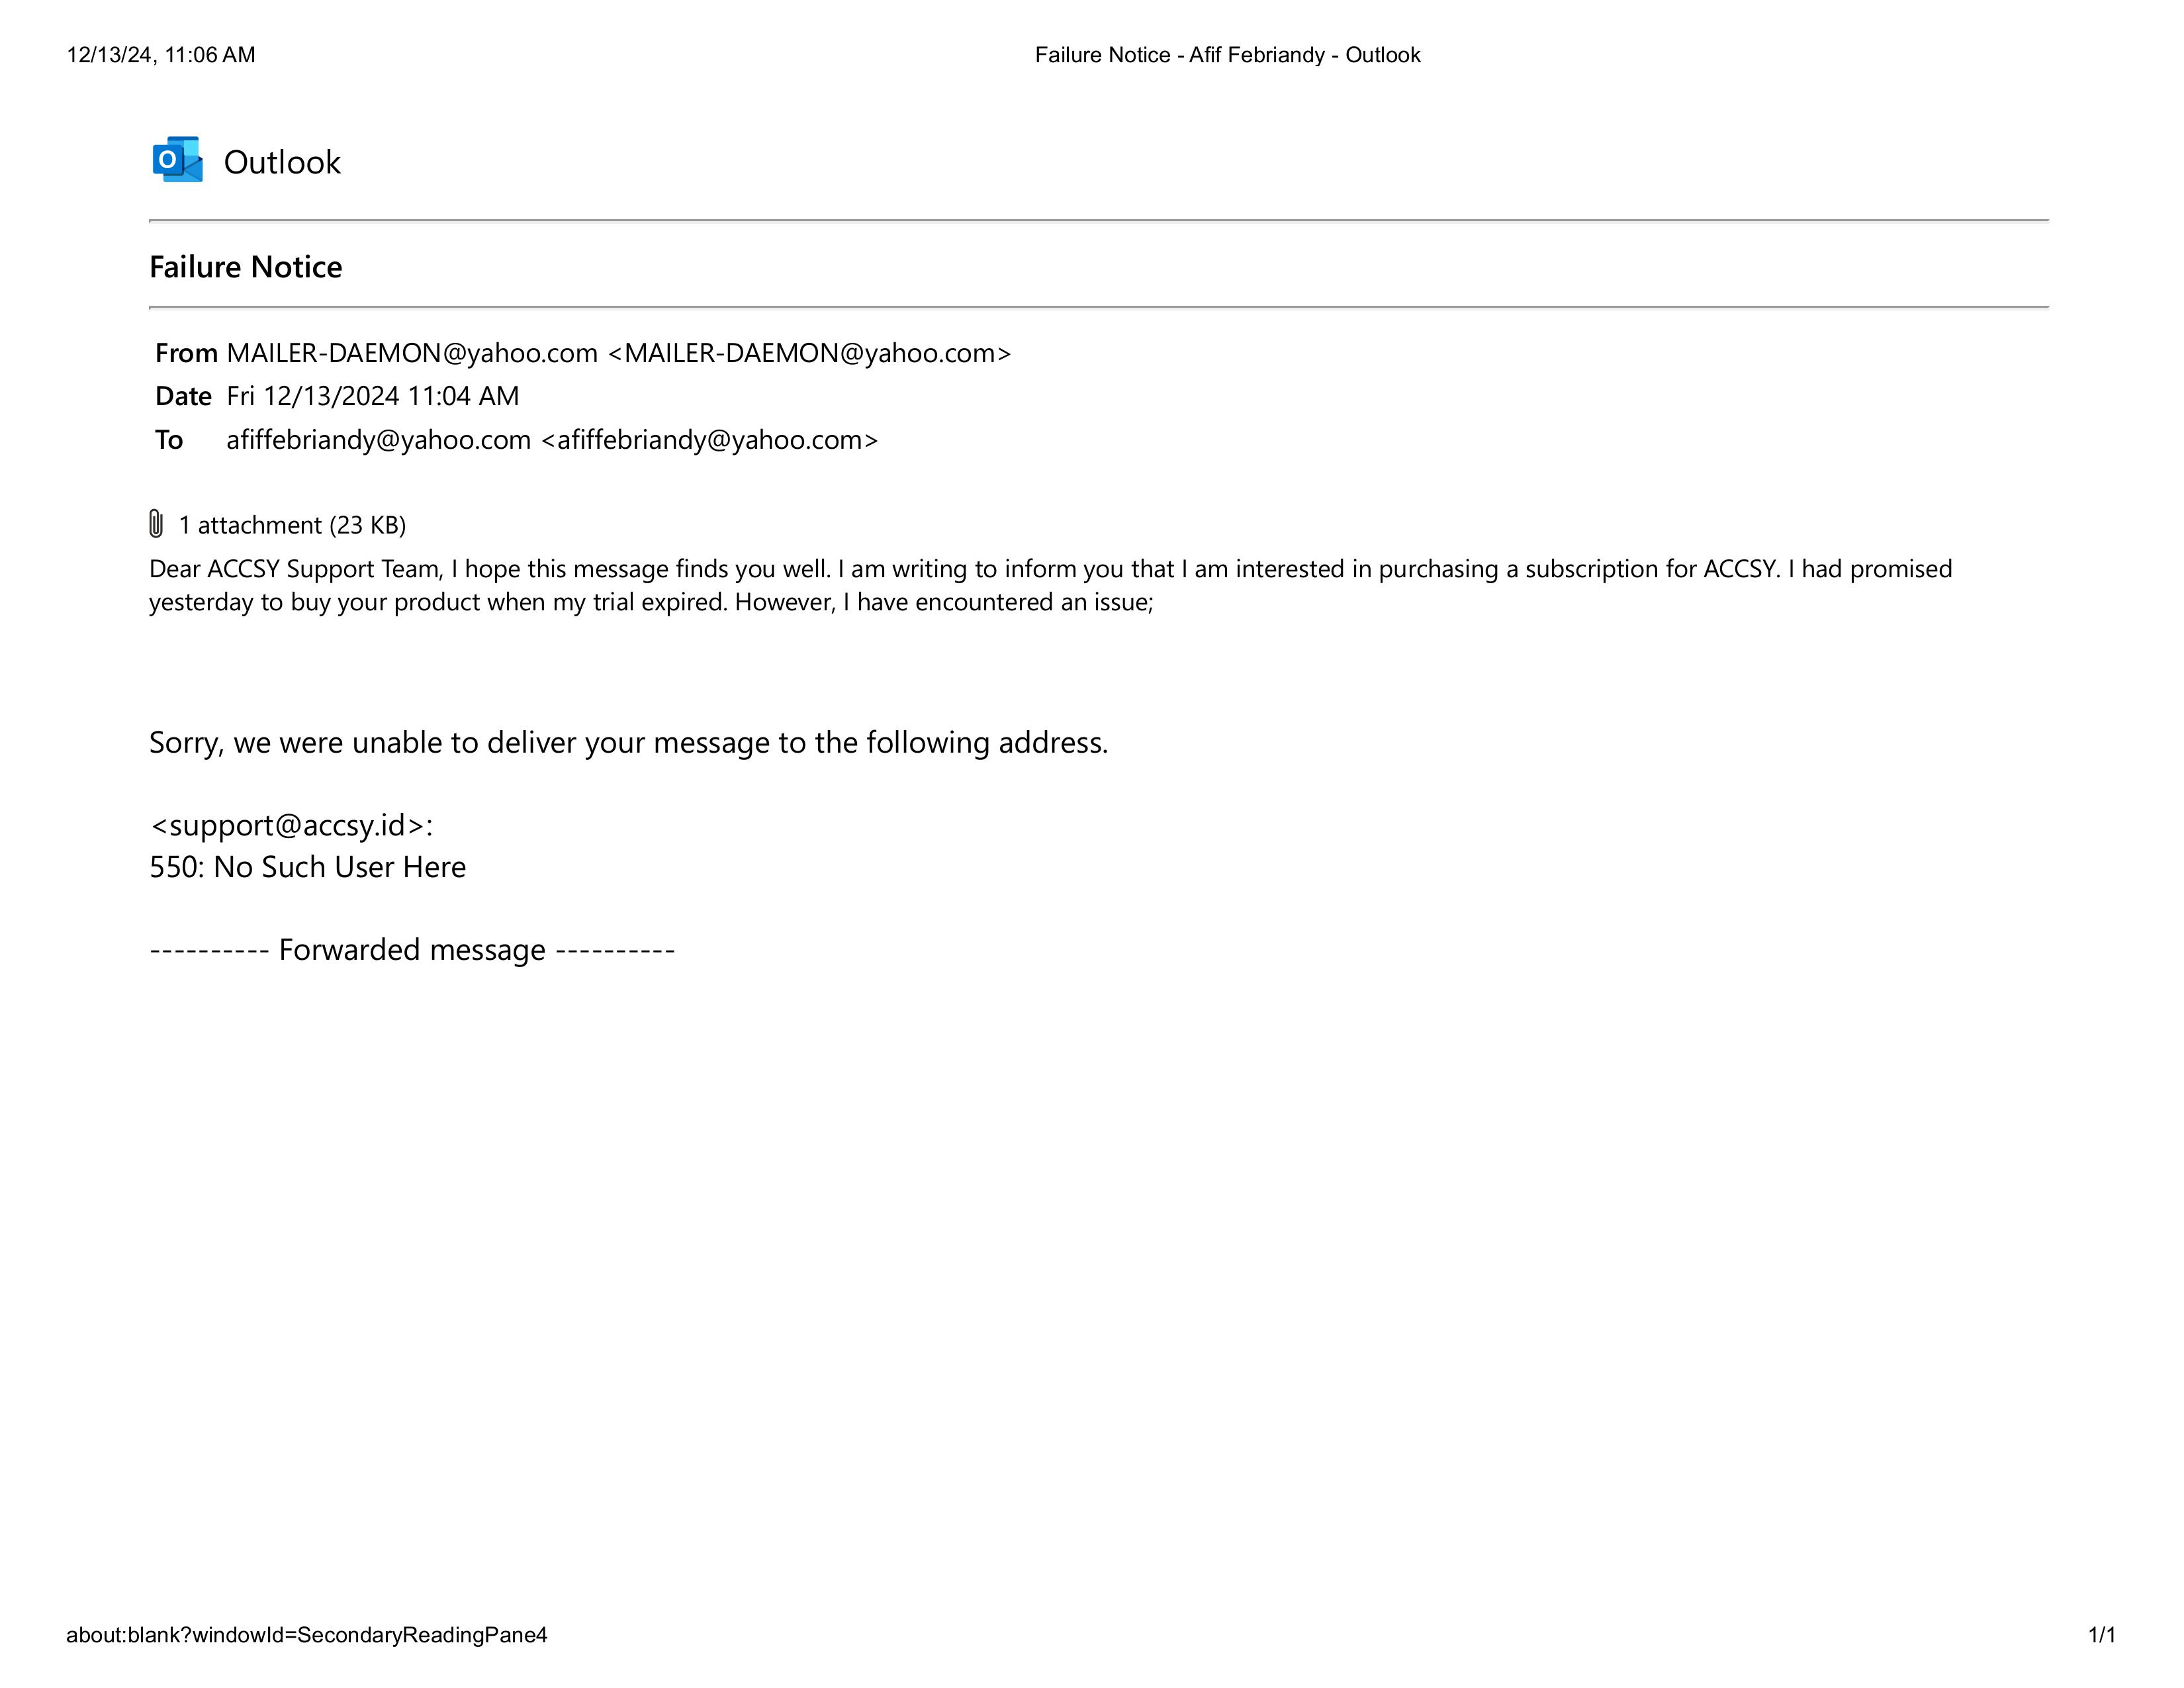 12/13/24, 11:06 AM
Failure Notice - Afif Febriandy - Outlook
Outlook
Failure Notice
From MAILER-DAEMON@yahoo.com <MAILER-DAEMON@yahoo.com>
Date Fri 12/13/2024 11:04 AM
To afiffebriandy@yahoo.com <afiffebriandy@yahoo.com>
1 attachment (23 KB)
Dear ACCSY Support Team, I hope this message finds you well. I am writing to inform you that I am interested in purchasing a subscription for ACCSY. I had promised
yesterday to buy your product when my trial expired. However, I have encountered an issue;
Sorry, we were unable to deliver your message to the following address.
<support@accsy.id>:
550: No Such User Here
---------- Forwarded message ----------
about:blank?windowId=SecondaryReadingPane4
1/1